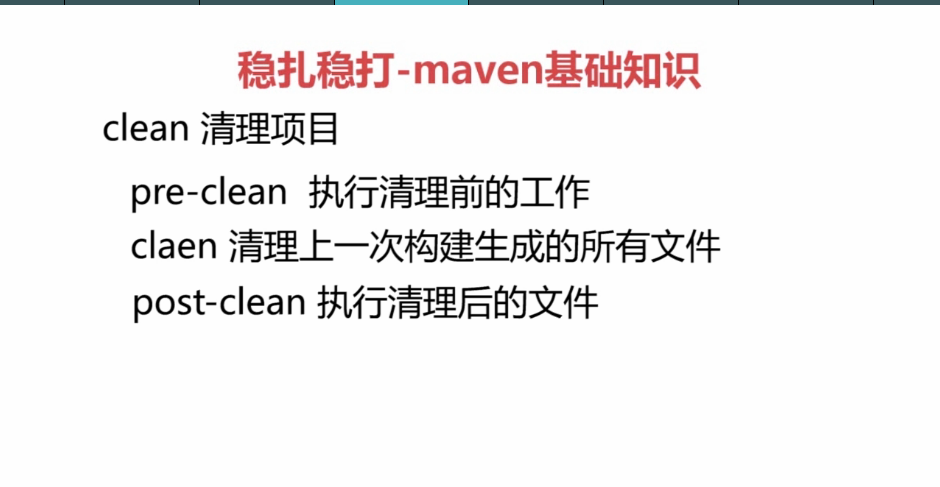 稳扎稳打-maven基础知识
clean 清理项目
pre-clean 执行清理前的工作
claen 清理上一次构建生成的所有文件
post-clean 执行清理后的文件